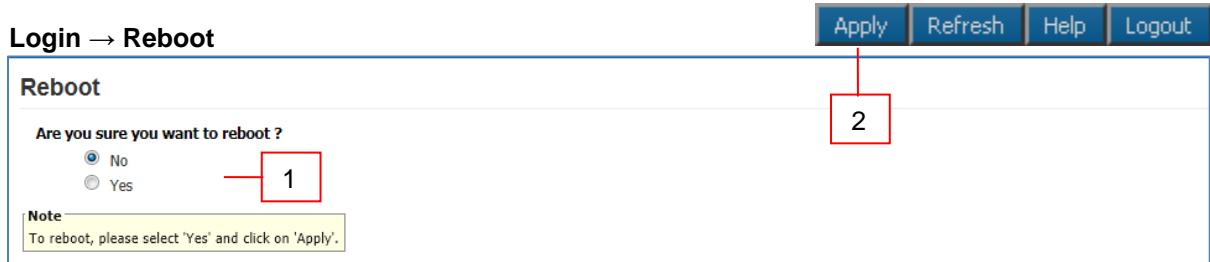 Login → Reboot
Apply Refresh Help Logout
Reboot
2
Are you sure you want to reboot ?
No
Yes
1
Note
To reboot, please select 'Yes' and click on 'Apply'.